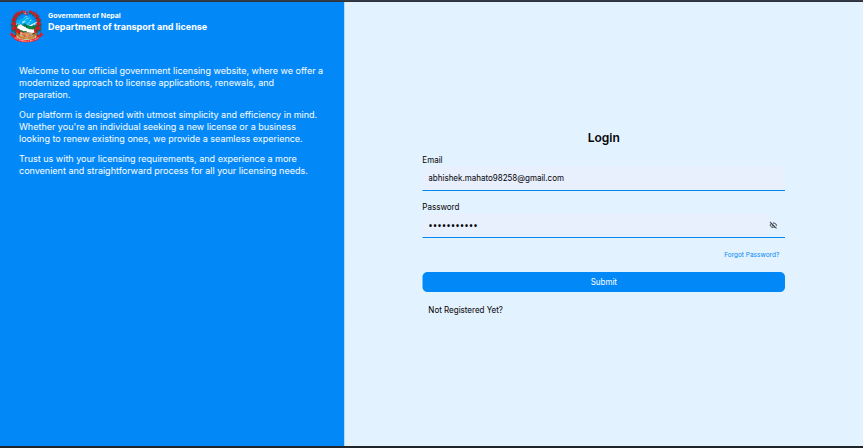 Government of Nepal
Department of transport and license
Welcome to our official government licensing website, where we offer a
modernized approach to license applications, renewals, and
preparation.
Our platform is designed with utmost simplicity and efficiency in mind.
Whether you're an individual seeking a new license or a business
looking to renew existing ones, we provide a seamless experience.
Trust us with your licensing requirements, and experience a more
convenient and straightforward process for all your licensing needs.
Login
Email
abhishek.mahato98258@gmail.com
Password
•••••••••••
Forgot Password?
Submit
Not Registered Yet?